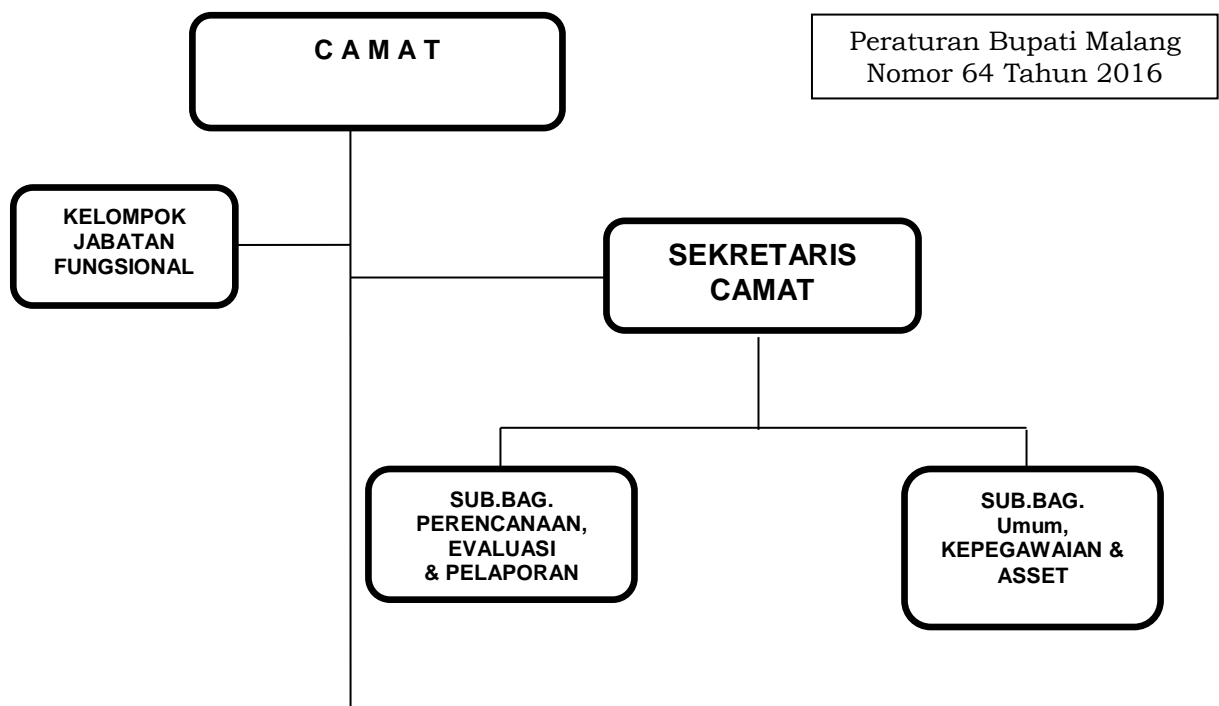 C A M A T
Peraturan Bupati Malang
Nomor 64 Tahun 2016
KELOMPOK
JABATAN
FUNGSIONAL
SEKRETARIS
CAMAT
SUB.BAG.
PERENCANAAN,
EVALUASI
& PELAPORAN
SUB.BAG.
Umum,
KEPEGAWAIAN &
ASSET